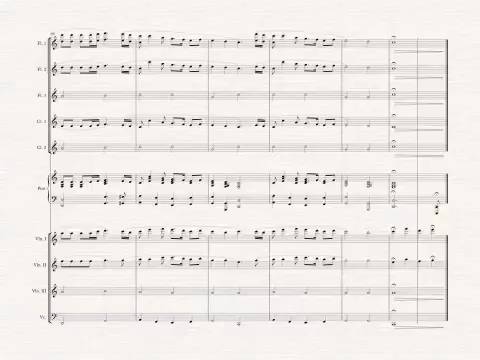 Fl. 1
Fl. 2
Fl. 3
Cl. 1
Cl. 2
Pno.
Vln. I
Vln. II
Vln. III
Vc.